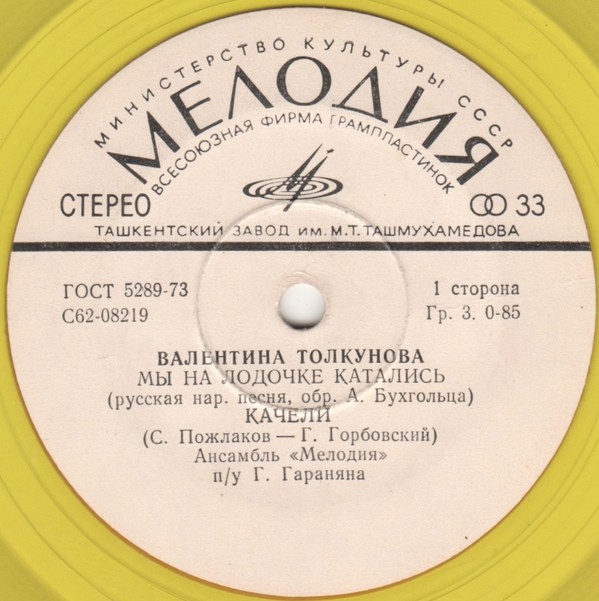 МИНИСТЕРСТВО КУЛЬТУРЫ СССР
МЕЛОДИЯ
ВСЕСОЮЗНАЯ ФИРМА ГРАМПЛАСТИНОК
СТЕРЕО
33
ТАШКЕНТСКИЙ ЗАВОД ИМ. М.Т. ТАШМУХАМЕДОВА
ГОСТ 5289-73
1 сторона
С62-08219
Гр. 3. 0-85
ВАЛЕНТИНА ТОЛКУНОВА
МЫ НА ЛОДОЧКЕ КАТАЛИСЬ
(русская нар. песня, обр. А. Бухгольца)
КАЧЕЛИ
(С. Пожлаков — Г. Горбовский)
Ансамбль «Мелодия»
п/у Г. Гараняна